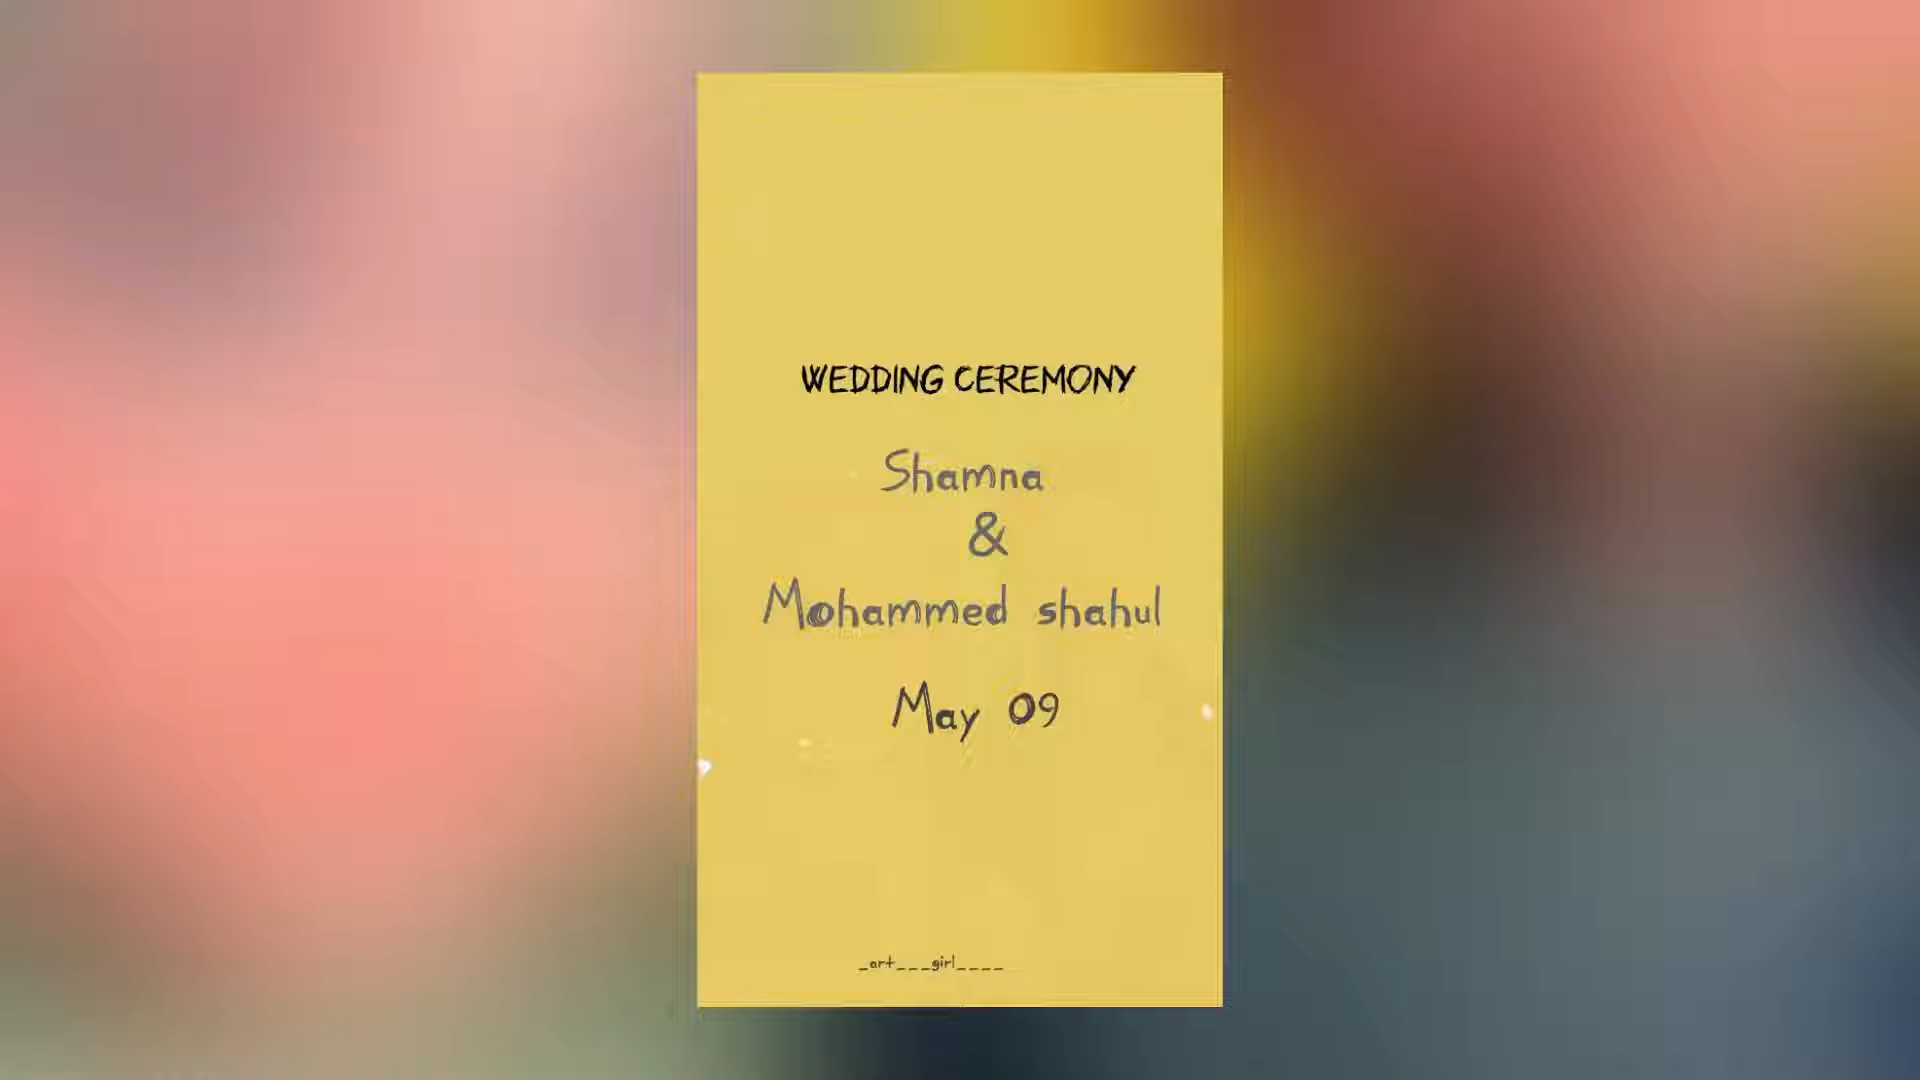 WEDDING CEREMONY
Shamna
&
Mohammed shahul
May 09
_art___girl____